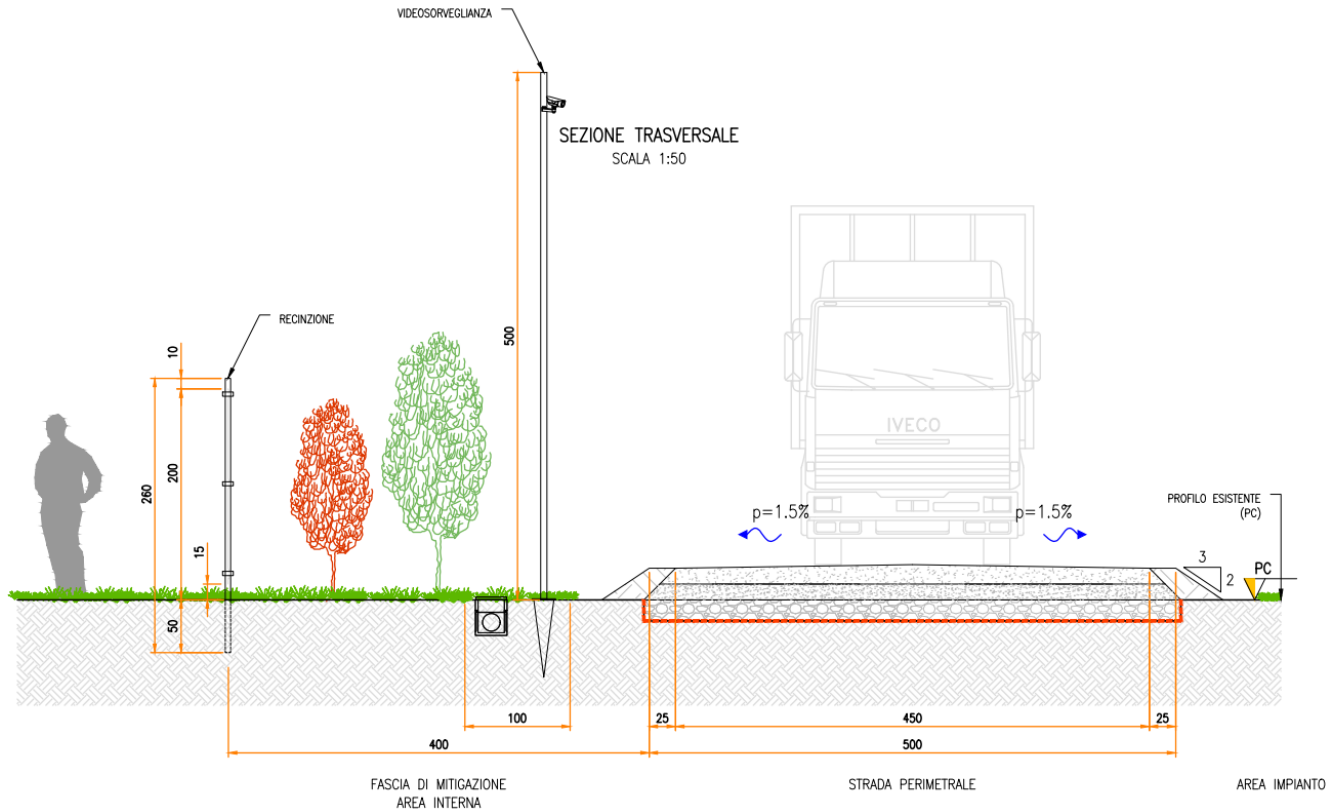 VIDEOSORVEGLIANZA
SEZIONE TRASVERSALE
SCALA 1:50
RECINZIONE
10
200
260
15
50
500
IVECO
p=1.5%
p=1.5%
PROFILO ESISTENTE
(PC)
3
2
PC
100
25
450
25
400
500
FASCIA DI MITIGAZIONE
AREA INTERNA
STRADA PERIMETRALE
AREA IMPIANTO